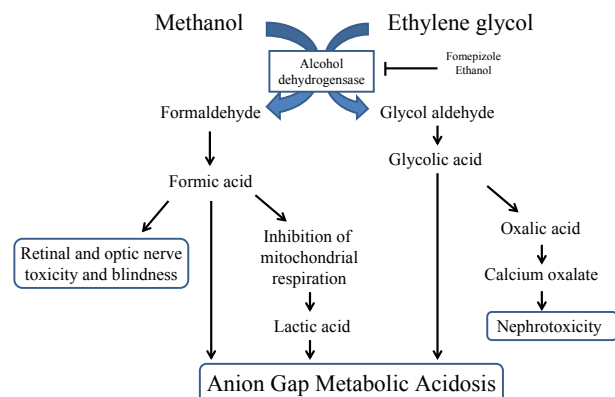 Methanol
Ethylene glycol
Alcohol
dehydrogensase
Fomepizole
Ethanol
Formaldehyde
Glycol aldehyde
Glycolic acid
Formic acid
Oxalic acid
Retinal and optic nerve
toxicity and blindness
Inhibition of
mitochondrial
respiration
Calcium oxalate
Lactic acid
Nephrotoxicity
Anion Gap Metabolic Acidosis